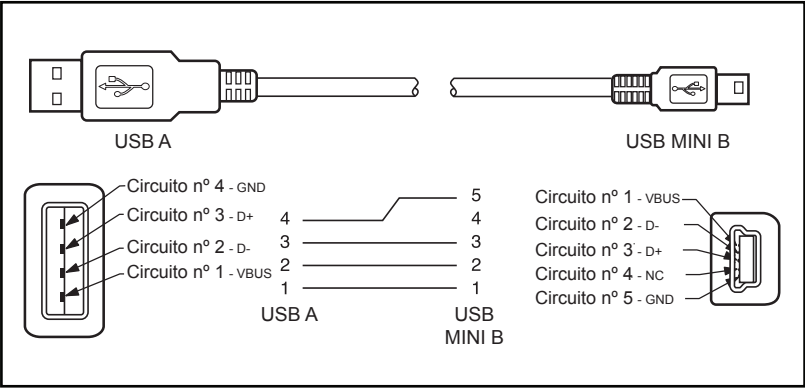 USB A
USB MINI B
Circuito nº 4 - GND
Circuito nº 3 - D+
Circuito nº 2 - D-
Circuito nº 1 - VBUS
4
3
2
1
USB A
5
4
3
2
1
USB
MINI B
Circuito nº 1 - VBUS
Circuito nº 2 - D-
Circuito nº 3 - D+
Circuito nº 4 - NC
Circuito nº 5 - GND